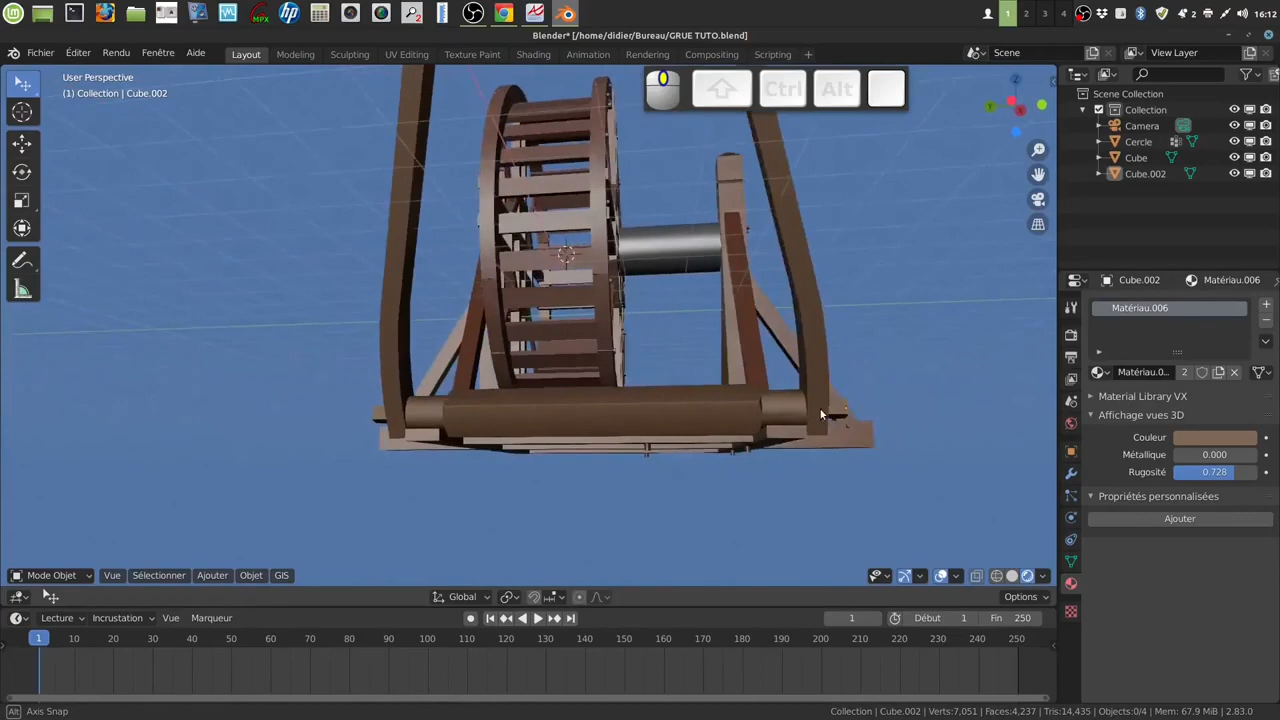 16:12
MPX
hp
1 2 3 4
Blender* [/home/didier/Bureau/GRUE TUTO.blend]
Fichier Éditer Rendu Fenêtre Aide Layout Modeling Sculpting UV Editing Texture Paint Shading Animation Rendering Compositing Scripting + Scene View Layer
User Perspective
(1) Collection | Cube.002
Ctrl Alt
Scene Collection
Collection
Camera
Cercle
Cube
Cube.002
Cube.002 Matériau.006
Matériau.006
Matériau.0... 2
Material Library VX
Affichage vues 3D
Couleur
Métallique 0.000
Rugosité 0.728
Propriétés personnalisées
Ajouter
Mode Objet Vue Sélectionner Ajouter Objet GIS
Global Options
Lecture Incrustation Vue Marqueur 1 Début 1 Fin 250
1 10 20 30 40 50 60 70 80 90 100 110 120 130 140 150 160 170 180 190 200 210 220 230 240 250
Alt Axis Snap Collection | Cube.002 | Verts:7,051 | Faces:4,237 | Tris:14,435 | Objects:0/4 | Mem: 67.9 MiB | 2.83.0